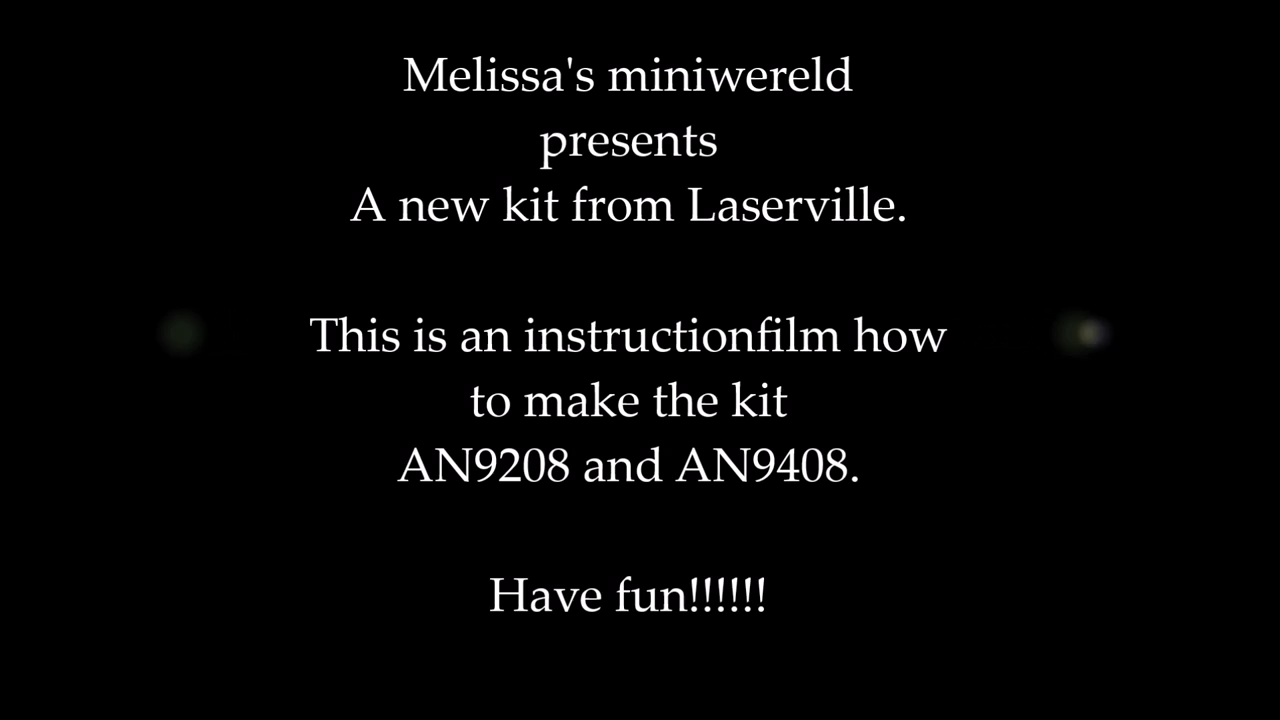 Melissa's miniwereld
presents
A new kit from Laserville.
This is an instructionfilm how
to make the kit
AN9208 and AN9408.
Have fun!!!!!!